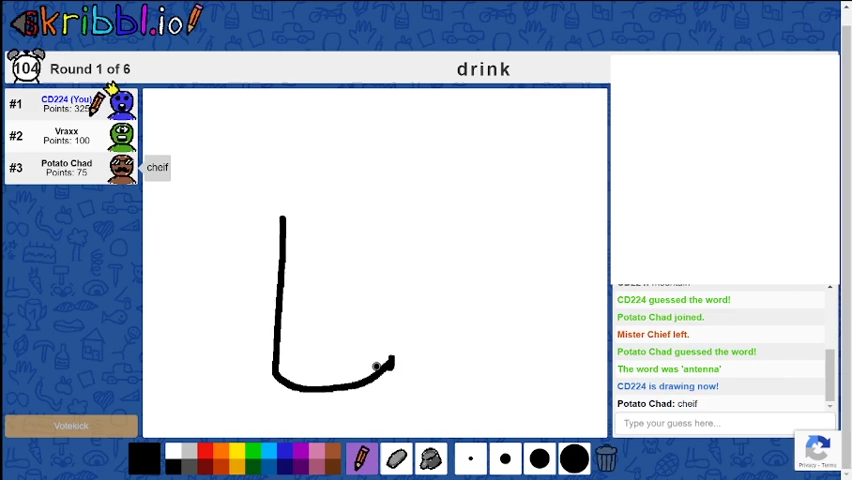 skribbl.io
104
Round 1 of 6
drink
#1
CD224 (You)
Points: 325
#2
Vraxx
Points: 100
#3
Potato Chad
Points: 75
cheif
CD224 guessed the word!
Potato Chad joined.
Mister Chief left.
Potato Chad guessed the word!
The word was 'antenna'
CD224 is drawing now!
Potato Chad: cheif
Votekick
Type your guess here...
Privacy - Terms